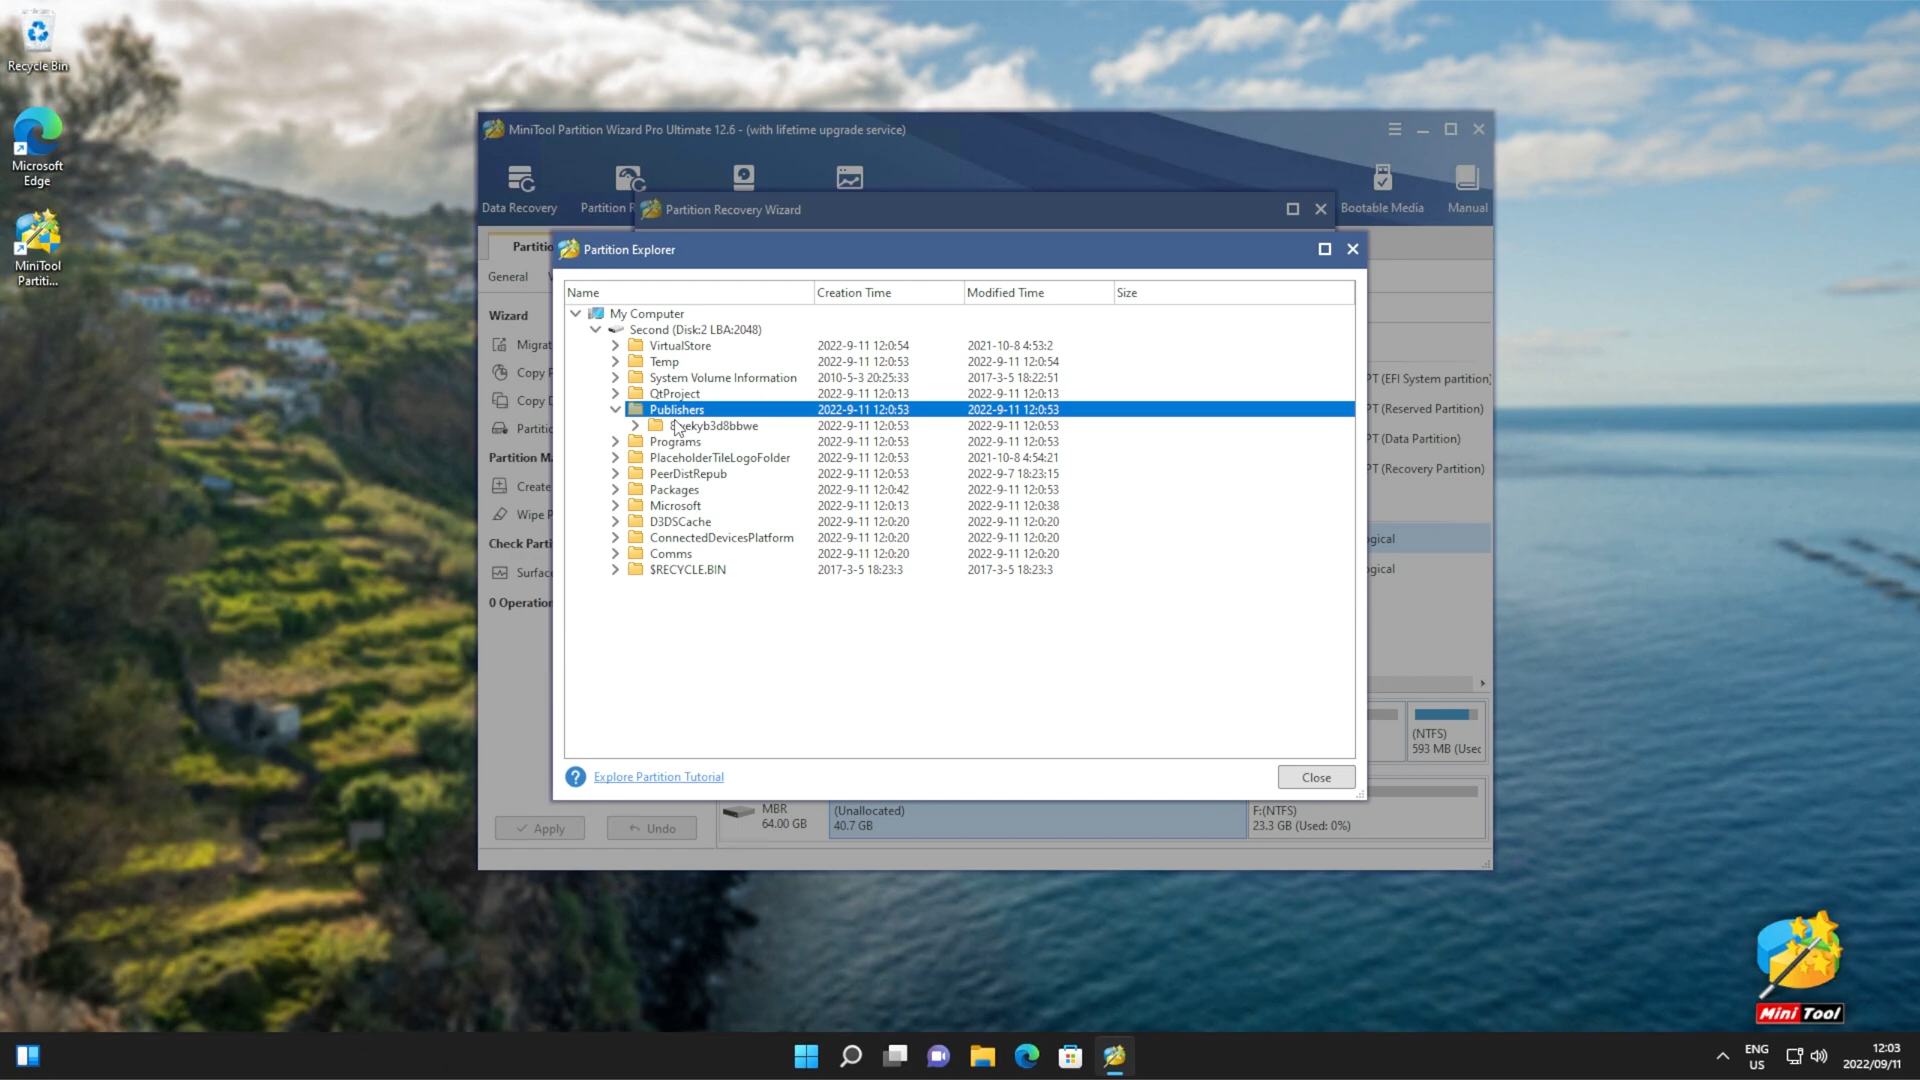 Recycle Bin
Microsoft
Edge
MiniTool
Partiti...
MiniTool Partition Wizard Pro Ultimate 12.6 - (with lifetime upgrade service)
Data Recovery
Partition R
Bootable Media
Manual
Partition Recovery Wizard
Partitio
General
Partition Explorer
Wizard
Migrat
Copy P
Copy D
Partitio
Partition Ma
Create
Wipe P
Check Parti
Surfac
0 Operation
Name Creation Time Modified Time Size
My Computer
Second (Disk:2 LBA:2048)
VirtualStore 2022-9-11 12:0:54 2021-10-8 4:53:2
Temp 2022-9-11 12:0:53 2022-9-11 12:0:54
System Volume Information 2010-5-3 20:25:33 2017-3-5 18:22:51
QtProject 2022-9-11 12:0:13 2022-9-11 12:0:13
Publishers 2022-9-11 12:0:53 2022-9-11 12:0:53
2022-9-11 12:0:53 2022-9-11 12:0:53
Programs 2022-9-11 12:0:53 2022-9-11 12:0:53
PlaceholderTileLogoFolder 2022-9-11 12:0:53 2021-10-8 4:54:21
PeerDistRepub 2022-9-11 12:0:53 2022-9-7 18:23:15
Packages 2022-9-11 12:0:42 2022-9-11 12:0:53
Microsoft 2022-9-11 12:0:13 2022-9-11 12:0:38
D3DSCache 2022-9-11 12:0:20 2022-9-11 12:0:20
ConnectedDevicesPlatform 2022-9-11 12:0:20 2022-9-11 12:0:20
Comms 2022-9-11 12:0:20 2022-9-11 12:0:20
$RECYCLE.BIN 2017-3-5 18:23:3 2017-3-5 18:23:3
PT (EFI System partition)
PT (Reserved Partition)
PT (Data Partition)
PT (Recovery Partition)
ogical
ogical
(NTFS)
593 MB (Usec
Explore Partition Tutorial
Close
Apply
Undo
MBR
64.00 GB
(Unallocated)
40.7 GB
F:(NTFS)
23.3 GB (Used: 0%)
Mini Tool
ENG
US
12:03
2022/09/11